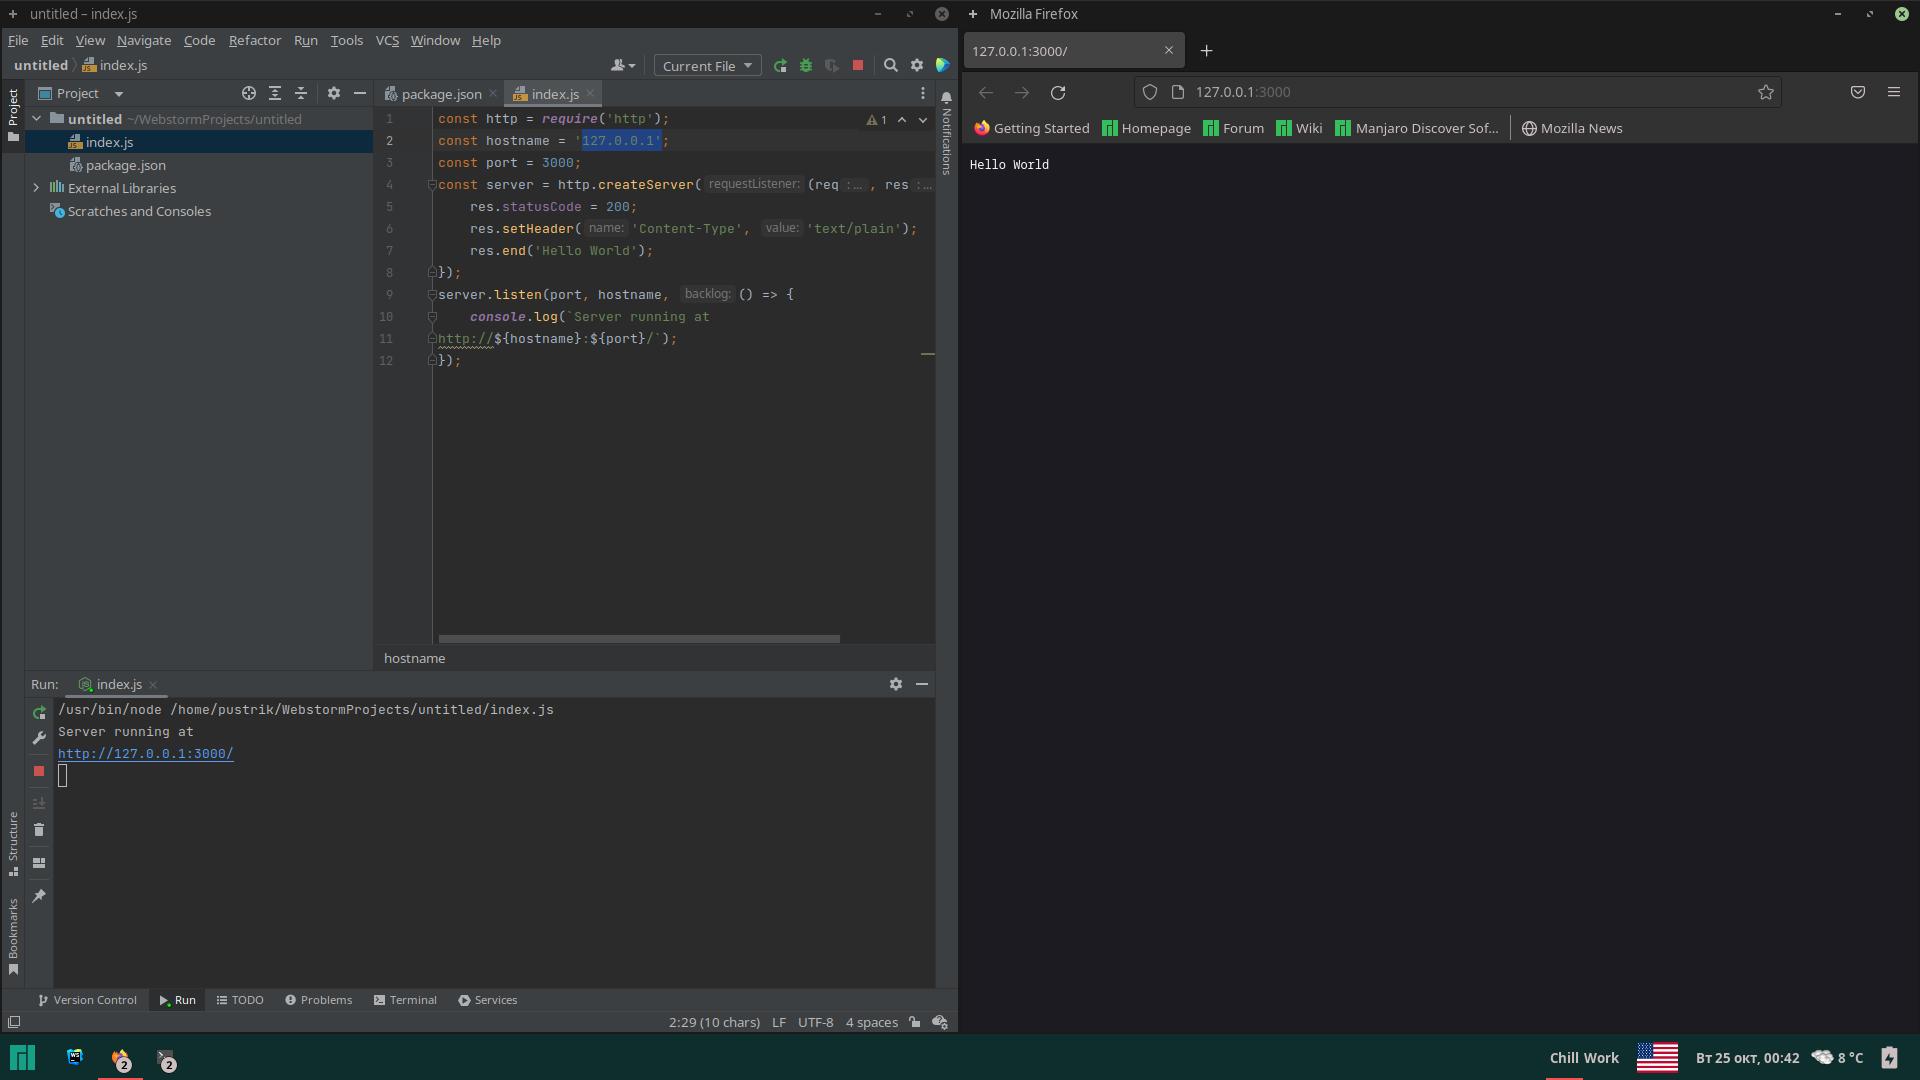 untitled – index.js
File Edit View Navigate Code Refactor Run Tools VCS Window Help
untitled index.js
Current File
Project
Project
untitled ~/WebstormProjects/untitled
index.js
package.json
External Libraries
Scratches and Consoles
Structure
Bookmarks
package.json index.js
1 const http = require('http');
1
2 const hostname = '127.0.0.1';
3 const port = 3000;
4 const server = http.createServer( requestListener: (req :... , res :...
5 res.statusCode = 200;
6 res.setHeader( name: 'Content-Type', value: 'text/plain');
7 res.end('Hello World');
8 });
9 server.listen(port, hostname, backlog: () => {
10 console.log(`Server running at
11 http://${hostname}:${port}/`);
12 });
Notifications
hostname
Run: index.js
/usr/bin/node /home/pustrik/WebstormProjects/untitled/index.js
Server running at
http://127.0.0.1:3000/
Version Control Run TODO Problems Terminal Services
2:29 (10 chars) LF UTF-8 4 spaces
Mozilla Firefox
127.0.0.1:3000/
127.0.0.1:3000
Getting Started Homepage Forum Wiki Manjaro Discover Sof... Mozilla News
Hello World
WS 2 2
Chill Work Вт 25 окт, 00:42 8 °C